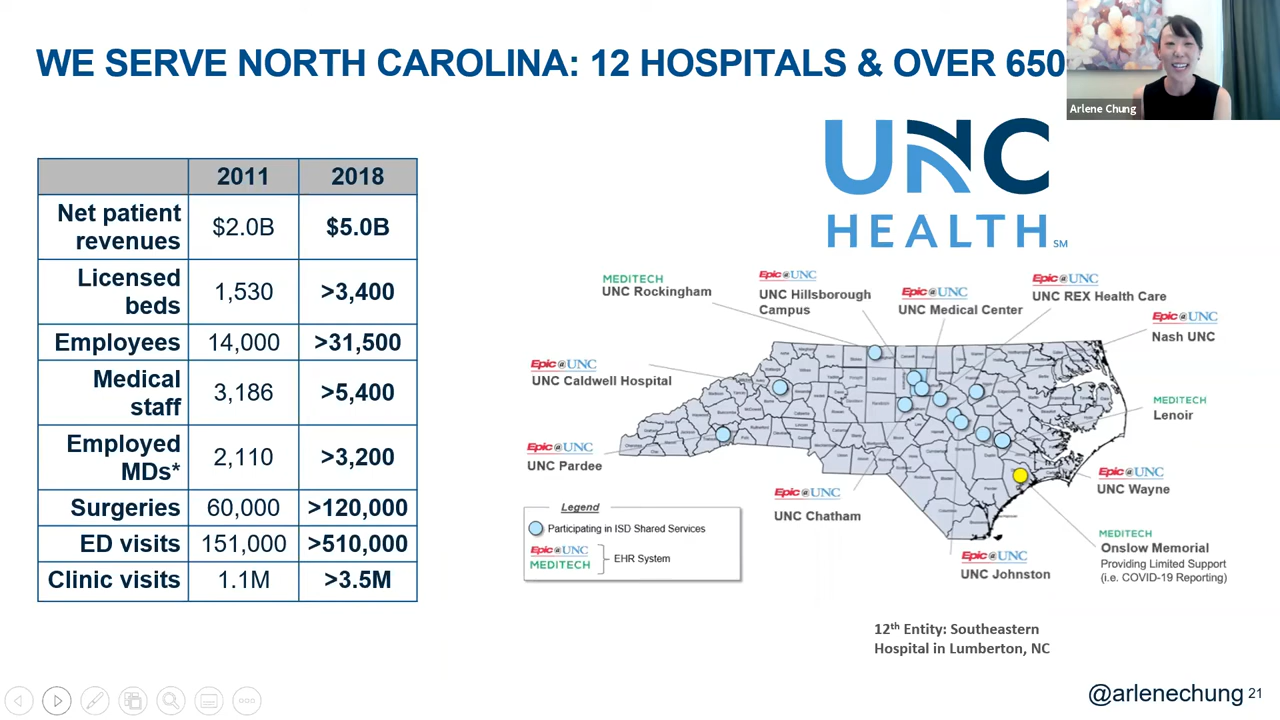 WE SERVE NORTH CAROLINA: 12 HOSPITALS & OVER 650
Arlene Chung
2011 2018
Net patient
revenues $2.0B $5.0B
Licensed
beds 1,530 >3,400
Employees 14,000 >31,500
Medical
staff 3,186 >5,400
Employed
MDs* 2,110 >3,200
Surgeries 60,000 >120,000
ED visits 151,000 >510,000
Clinic visits 1.1M >3.5M
UNC
HEALTH SM
MEDITECH
UNC Rockingham
Epic@UNC
UNC Hillsborough
Campus
Epic@UNC
UNC Medical Center
Epic@UNC
UNC REX Health Care
Epic@UNC
Nash UNC
Epic@UNC
UNC Caldwell Hospital
MEDITECH
Lenoir
Epic@UNC
UNC Pardee
Epic@UNC
UNC Wayne
Epic@UNC
UNC Chatham
MEDITECH
Onslow Memorial
Providing Limited Support
(i.e. COVID-19 Reporting)
Epic@UNC
UNC Johnston
Legend
Participating in ISD Shared Services
Epic@UNC
MEDITECH
EHR System
12th Entity: Southeastern
Hospital in Lumberton, NC
@arlenechung 21